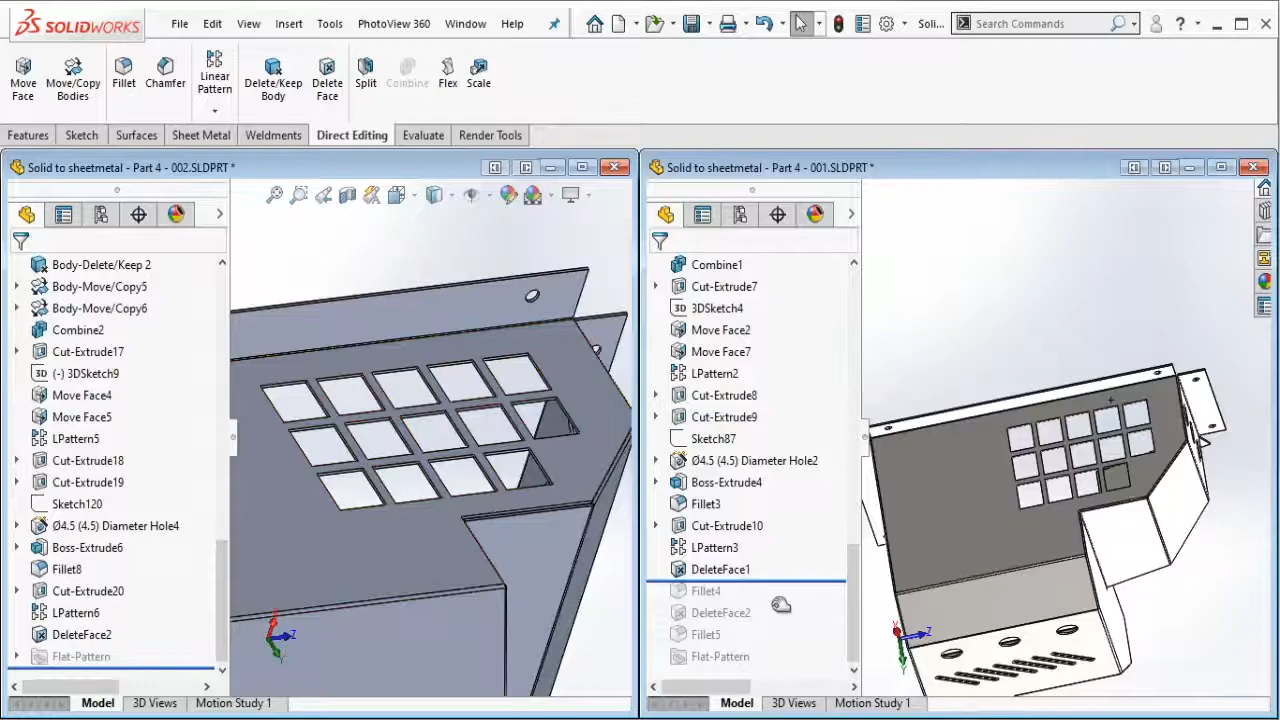 SOLIDWORKS
File Edit View Insert Tools PhotoView 360 Window Help
Soli...
Search Commands
Move Face
Move/Copy Bodies
Fillet
Chamfer
Linear Pattern
Delete/Keep Body
Delete Face
Split
Combine
Flex
Scale
Features Sketch Surfaces Sheet Metal Weldments Direct Editing Evaluate Render Tools
Solid to sheetmetal - Part 4 - 002.SLDPRT *
Body-Delete/Keep 2
Body-Move/Copy5
Body-Move/Copy6
Combine2
Cut-Extrude17
3D (-) 3DSketch9
Move Face4
Move Face5
LPattern5
Cut-Extrude18
Cut-Extrude19
Sketch120
Ø4.5 (4.5) Diameter Hole4
Boss-Extrude6
Fillet8
Cut-Extrude20
LPattern6
DeleteFace2
Flat-Pattern
Z
Y
Model 3D Views Motion Study 1
Solid to sheetmetal - Part 4 - 001.SLDPRT *
Combine1
Cut-Extrude7
3D 3DSketch4
Move Face2
Move Face7
LPattern2
Cut-Extrude8
Cut-Extrude9
Sketch87
Ø4.5 (4.5) Diameter Hole2
Boss-Extrude4
Fillet3
Cut-Extrude10
LPattern3
DeleteFace1
Fillet4
DeleteFace2
Fillet5
Flat-Pattern
Z
Y
Model 3D Views Motion Study 1